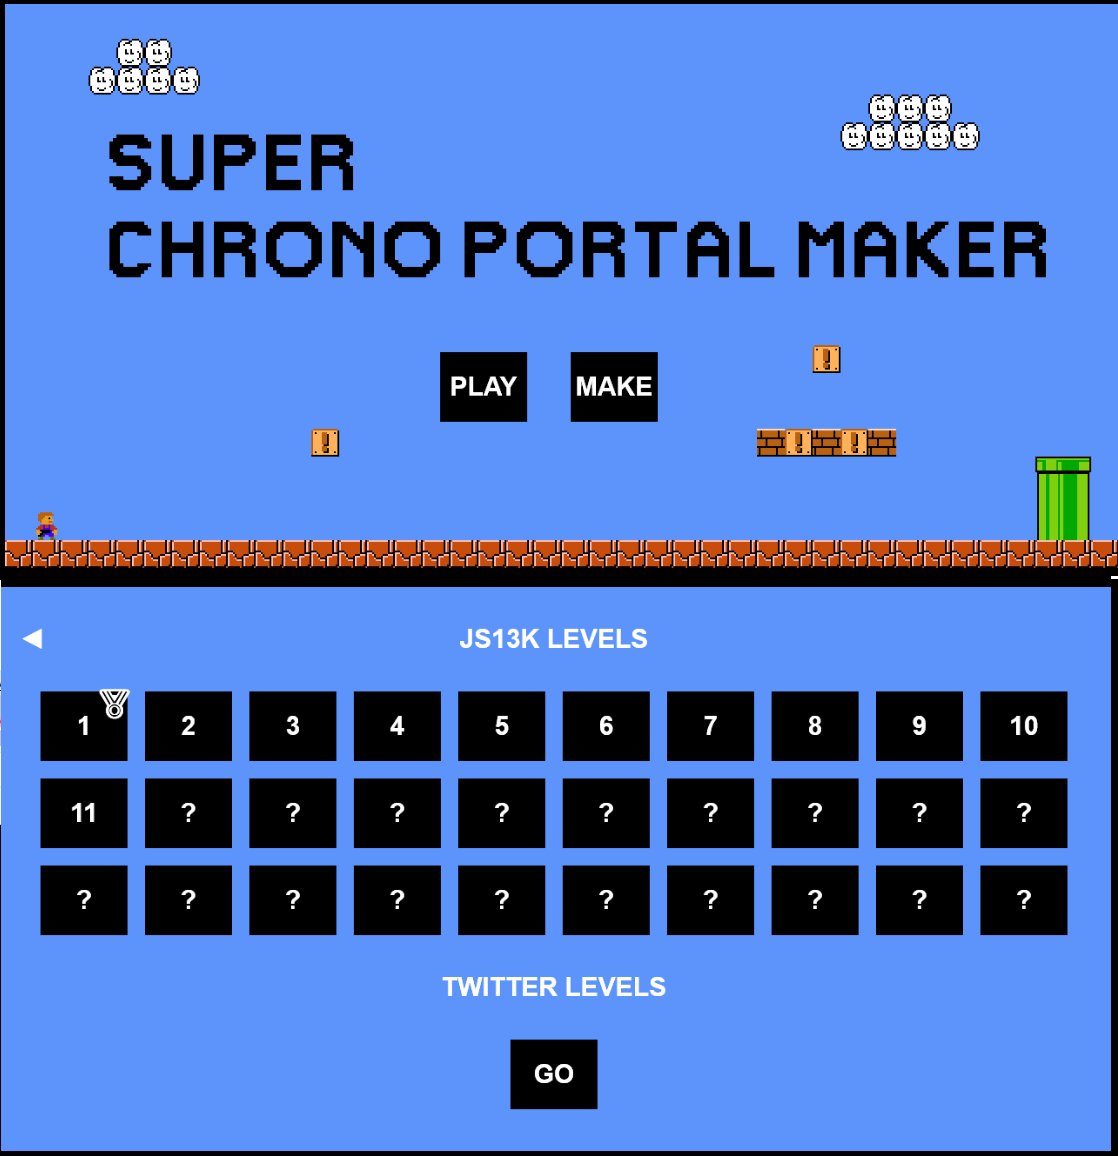 SUPER
CHRONO PORTAL MAKER
PLAY MAKE
!
!
! !
◀ JS13K LEVELS
1 2 3 4 5 6 7 8 9 10
11 ? ? ? ? ? ? ? ? ?
? ? ? ? ? ? ? ? ? ?
TWITTER LEVELS
GO